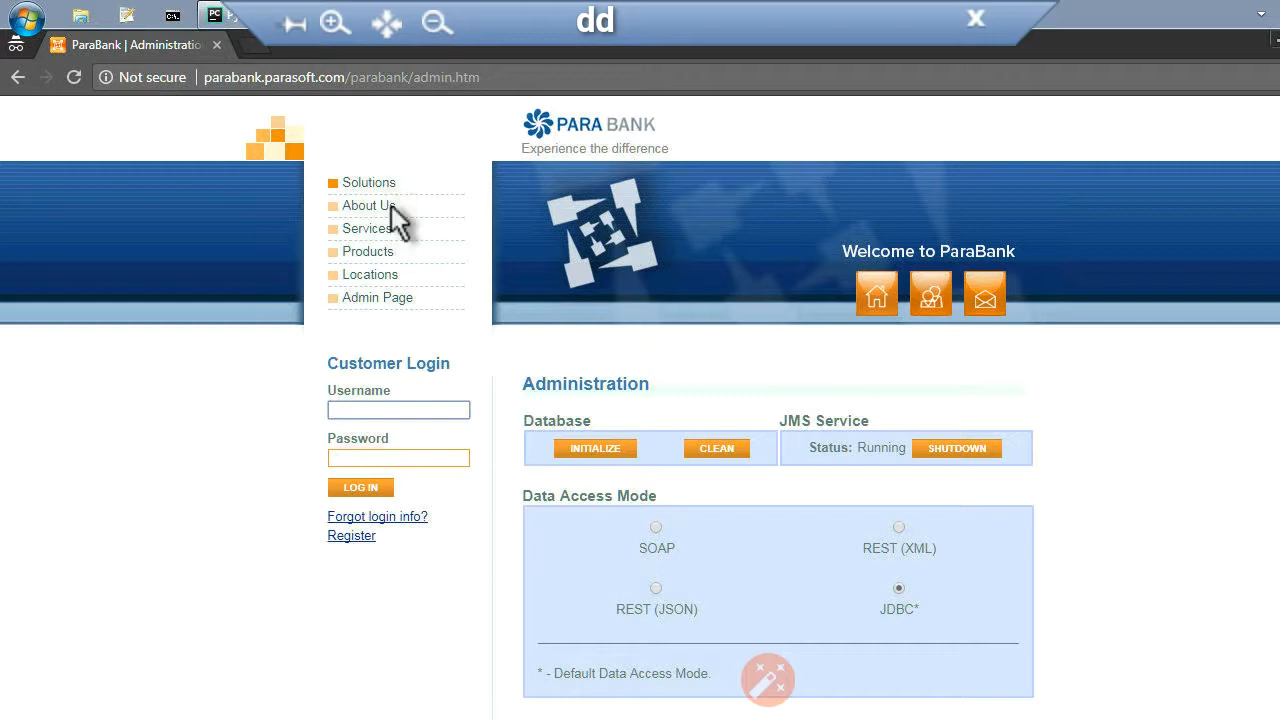 dd
ParaBank | Administratio
Not secure | parabank.parasoft.com/parabank/admin.htm
PARA BANK
Experience the difference
Solutions
About Us
Services
Products
Locations
Admin Page
Welcome to ParaBank
Customer Login
Username
Password
LOG IN
Forgot login info?
Register
Administration
Database
JMS Service
INITIALIZE
CLEAN
Status: Running
SHUTDOWN
Data Access Mode
SOAP
REST (XML)
REST (JSON)
JDBC*
* - Default Data Access Mode.